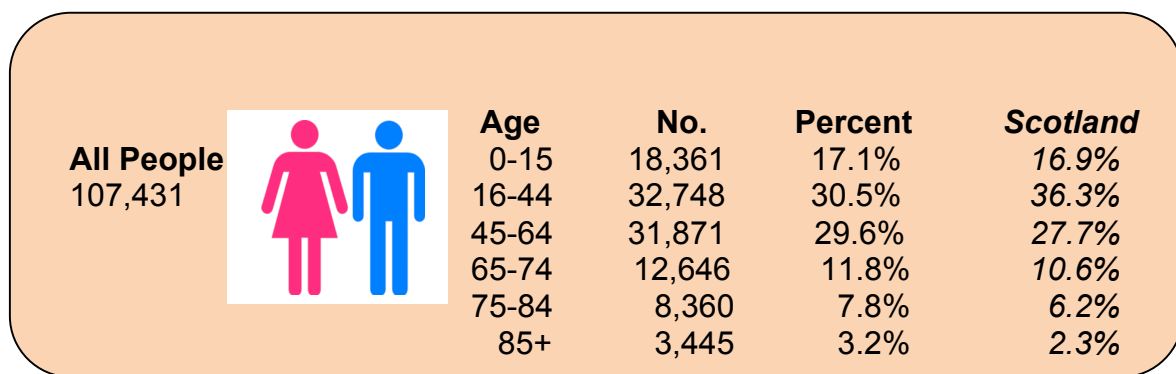 Age No. Percent Scotland
All People 0-15 18,361 17.1% 16.9%
107,431 16-44 32,748 30.5% 36.3%
45-64 31,871 29.6% 27.7%
65-74 12,646 11.8% 10.6%
75-84 8,360 7.8% 6.2%
85+ 3,445 3.2% 2.3%